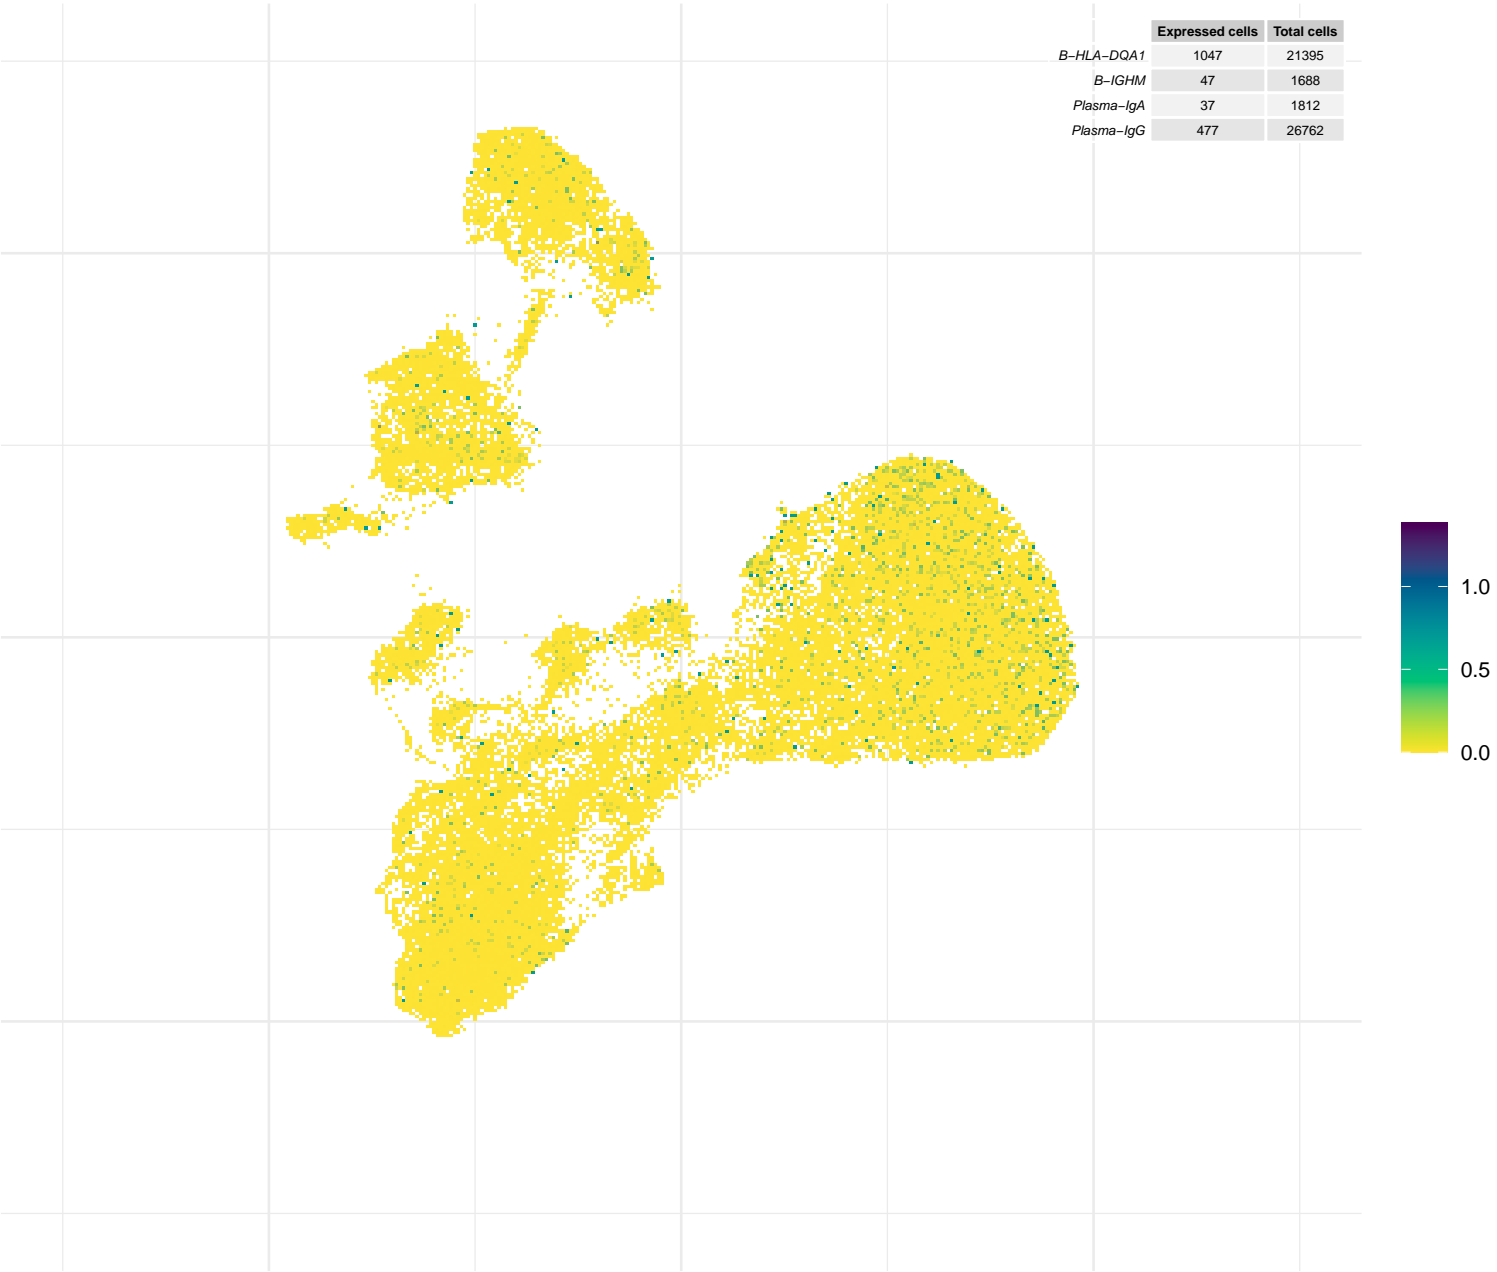 Expressed cells Total cells
B−HLA−DQA1 1047 21395
B−IGHM 47 1688
Plasma−IgA 37 1812
Plasma−IgG 477 26762
1.0
0.5
0.0